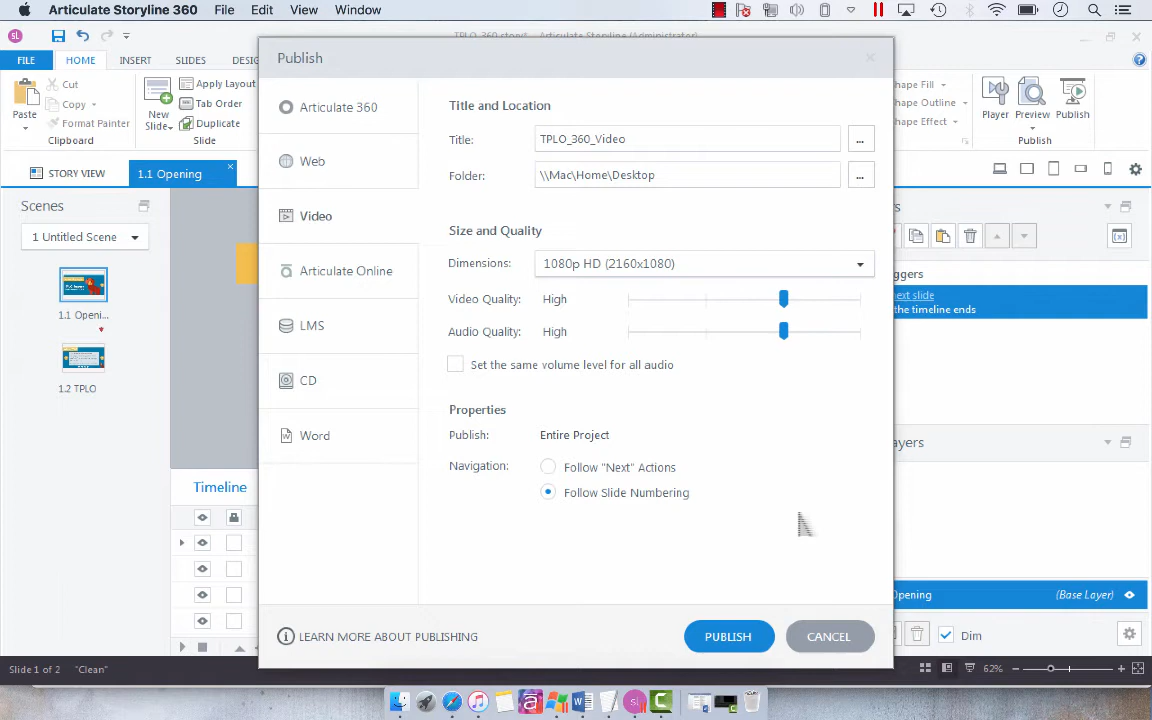 Articulate Storyline 360 File Edit View Window
TPLO_360.story* - Articulate Storyline (Administrator)
FILE HOME INSERT SLIDES
Cut
Copy
Format Painter
Paste
Clipboard
New
Slide
Apply Layout
Tab Order
Duplicate
Slide
Player Preview Publish
Publish
STORY VIEW
1.1 Opening
Scenes
1 Untitled Scene
1.1 Openi...
1.2 TPLO
Timeline
Publish
Articulate 360
Web
Video
Articulate Online
LMS
CD
Word
Title and Location
Title: TPLO_360_Video ...
Folder: \\Mac\Home\Desktop ...
Size and Quality
Dimensions: 1080p HD (2160x1080)
Video Quality: High
Audio Quality: High
Set the same volume level for all audio
Properties
Publish: Entire Project
Navigation: Follow "Next" Actions
Follow Slide Numbering
LEARN MORE ABOUT PUBLISHING
PUBLISH CANCEL
hape Fill
hape Outline
hape Effect
ggers
ext slide
the timeline ends
ayers
Opening (Base Layer)
Dim
Slide 1 of 2 "Clean"
62%